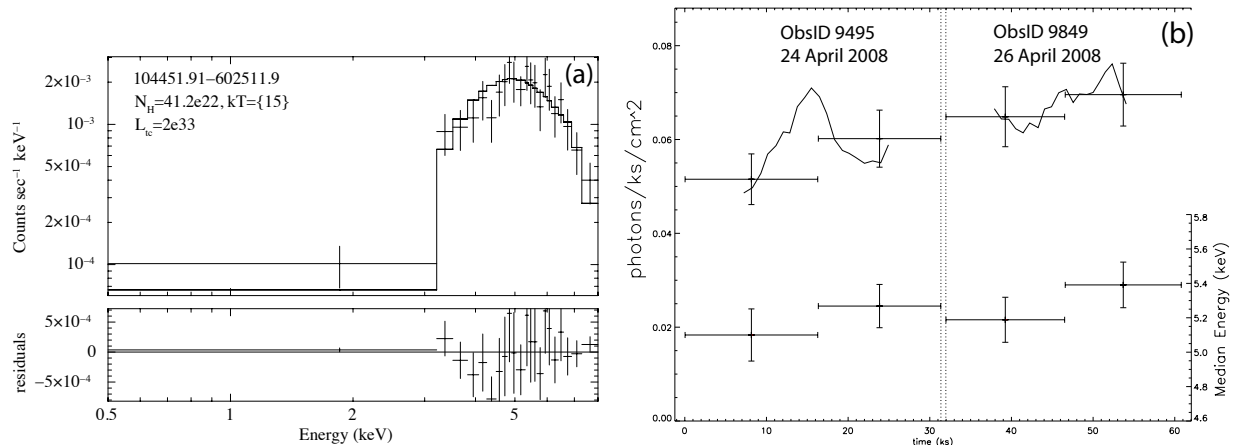 (a)
104451.91−602511.9
N_H=41.2e22, kT={15}
L_tc=2e33
Counts sec⁻¹ keV⁻¹
2×10⁻³
10⁻³
5×10⁻⁴
2×10⁻⁴
10⁻⁴
residuals
5×10⁻⁴
0
−5×10⁻⁴
0.5
1
2
5
Energy (keV)
(b)
ObsID 9495
24 April 2008
ObsID 9849
26 April 2008
photons/ks/cm^2
0.08
0.06
0.04
0.02
0.00
0
10
20
30
40
50
60
time (ks)
5.8
5.6
5.4
5.2
5.0
4.8
4.6
Median Energy (keV)